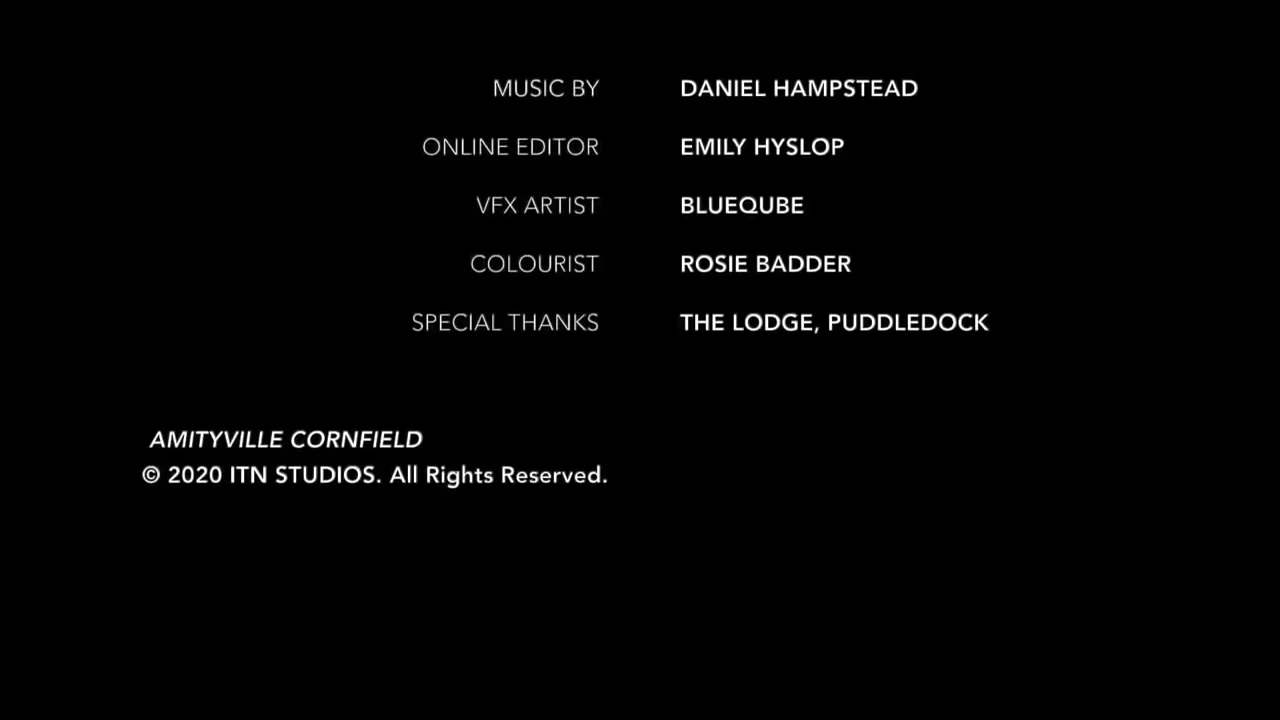 MUSIC BY DANIEL HAMPSTEAD
ONLINE EDITOR EMILY HYSLOP
VFX ARTIST BLUEQUBE
COLOURIST ROSIE BADDER
SPECIAL THANKS THE LODGE, PUDDLEDOCK
AMITYVILLE CORNFIELD
© 2020 ITN STUDIOS. All Rights Reserved.